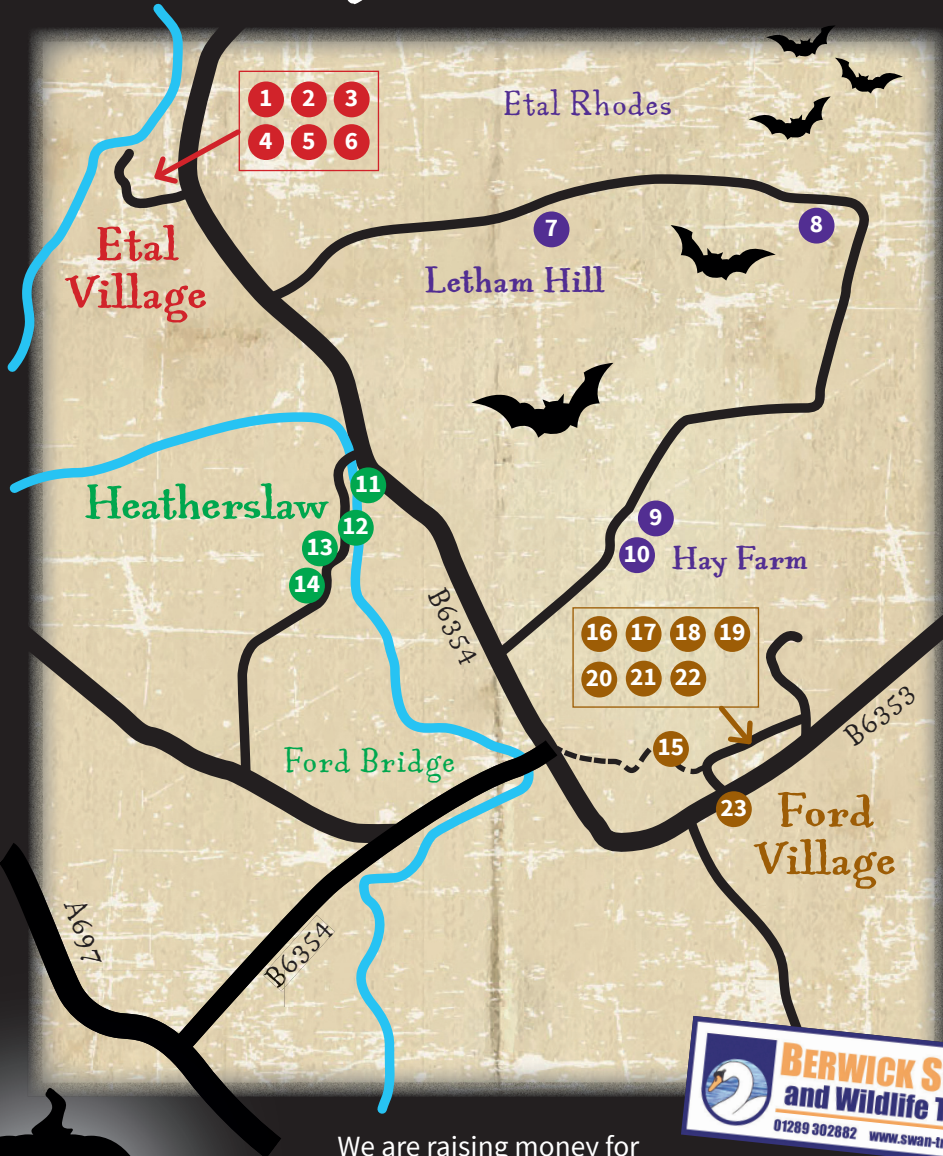 1 2 3
4 5 6
Etal Rhodes
7
8
Etal
Village
Letham Hill
Heatherslaw
11
12
13
14
9
10
Hay Farm
B6354
16 17 18 19
20 21 22
B6353
15
Ford Bridge
23
Ford
Village
A697
B6354
BERWICK
and Wildlife
01289 302882
We are raising money for